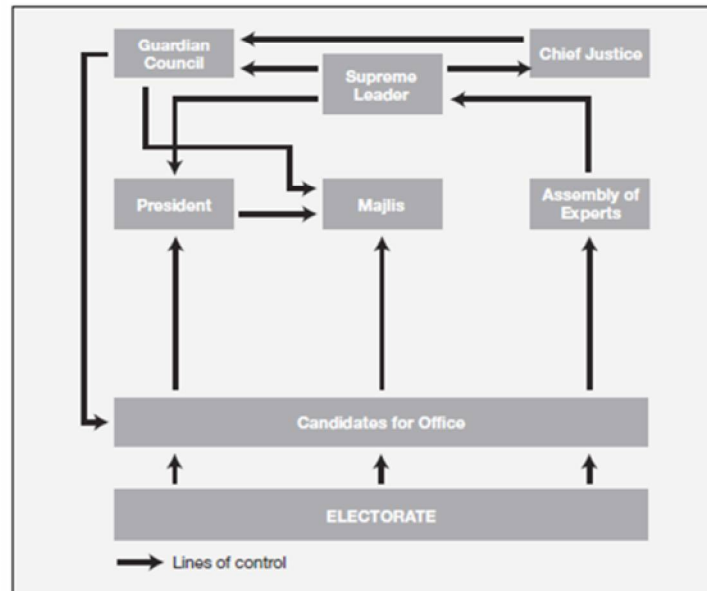 Guardian
Council
Chief Justice
Supreme
Leader
President
Majlis
Assembly of
Experts
Candidates for Office
ELECTORATE
Lines of control